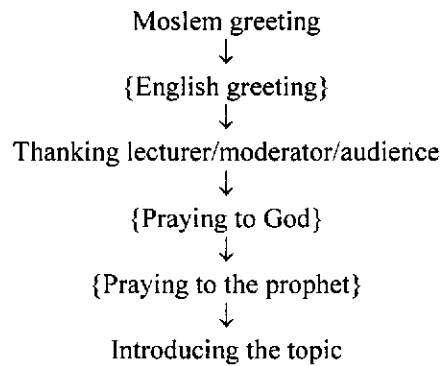 Moslem greeting
↓
{English greeting}
↓
Thanking lecturer/moderator/audience
↓
{Praying to God}
↓
{Praying to the prophet}
↓
Introducing the topic